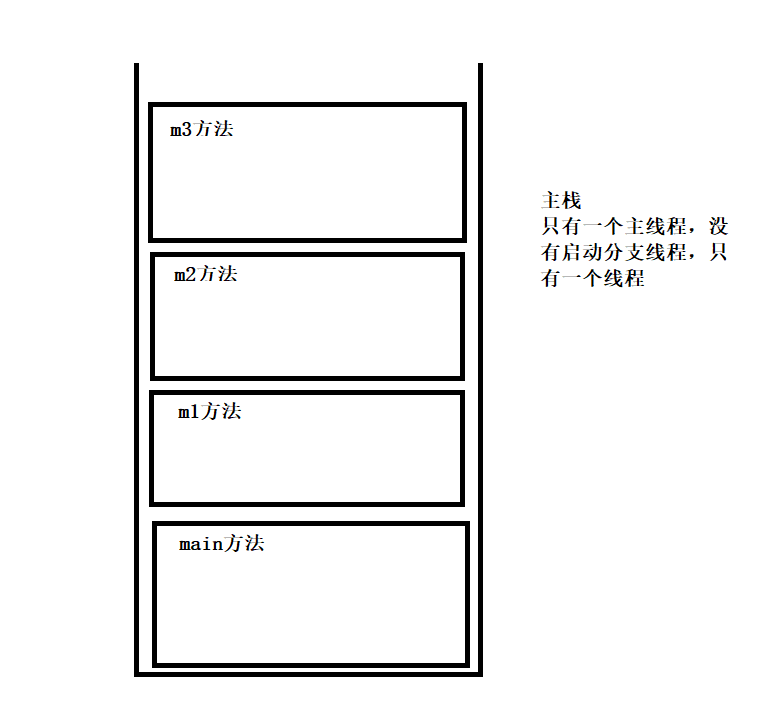 m3方法
m2方法
m1方法
main方法
主栈
只有一个主线程，没
有启动分支线程，只
有一个线程